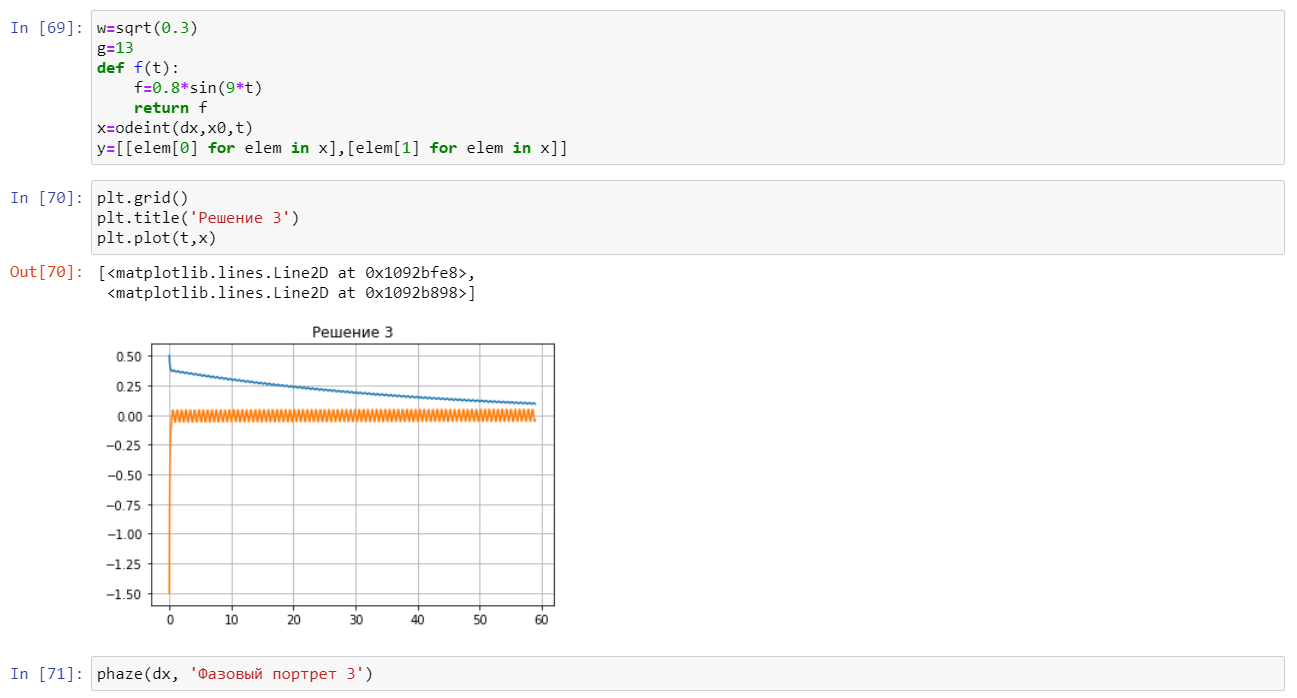 In [69]: w=sqrt(0.3)
g=13
def f(t):
    f=0.8*sin(9*t)
    return f
x=odeint(dx,x0,t)
y=[[elem[0] for elem in x],[elem[1] for elem in x]]
In [70]: plt.grid()
plt.title('Решение 3')
plt.plot(t,x)
Out[70]: [<matplotlib.lines.Line2D at 0x1092bfe8>,
 <matplotlib.lines.Line2D at 0x1092b898>]
Решение 3
0.50
0.25
0.00
−0.25
−0.50
−0.75
−1.00
−1.25
−1.50
0 10 20 30 40 50 60
In [71]: phaze(dx, 'Фазовый портрет 3')